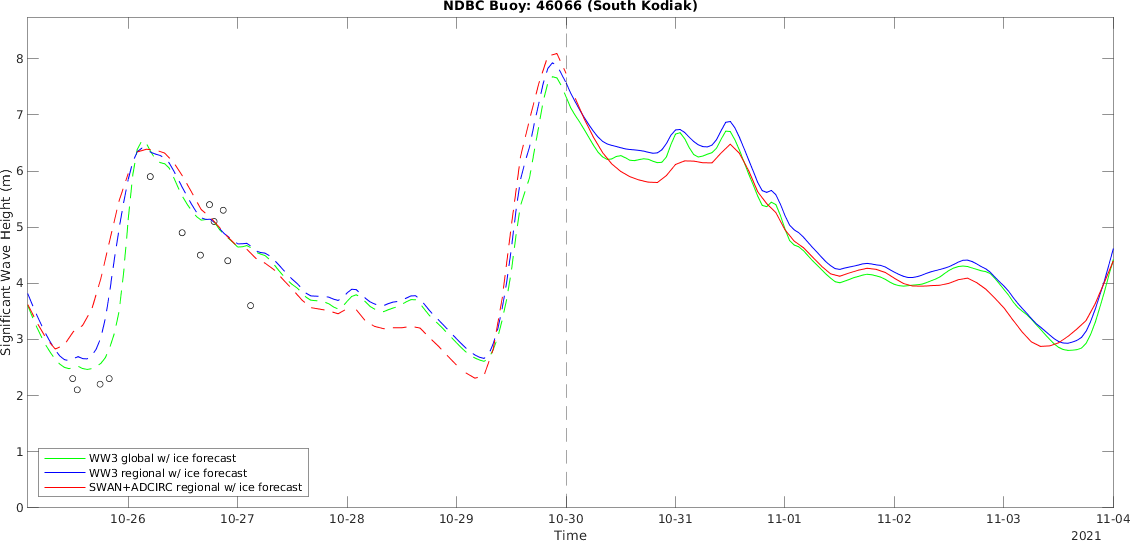 NDBC Buoy: 46066 (South Kodiak)
Significant Wave Height (m)
8
7
6
5
4
3
2
1
0
WW3 global w/ ice forecast
WW3 regional w/ ice forecast
SWAN+ADCIRC regional w/ ice forecast
10-26 10-27 10-28 10-29 10-30 10-31 11-01 11-02 11-03 11-04
Time
2021